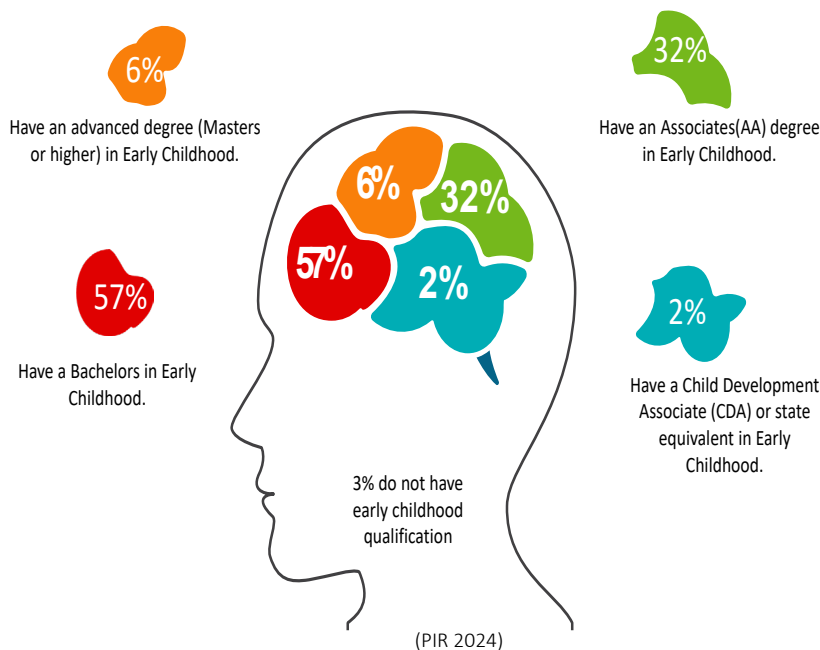 6%
Have an advanced degree (Masters
or higher) in Early Childhood.
32%
Have an Associates(AA) degree
in Early Childhood.
6%
32%
57%
2%
57%
Have a Bachelors in Early
Childhood.
2%
Have a Child Development
Associate (CDA) or state
equivalent in Early
Childhood.
3% do not have
early childhood
qualification
(PIR 2024)